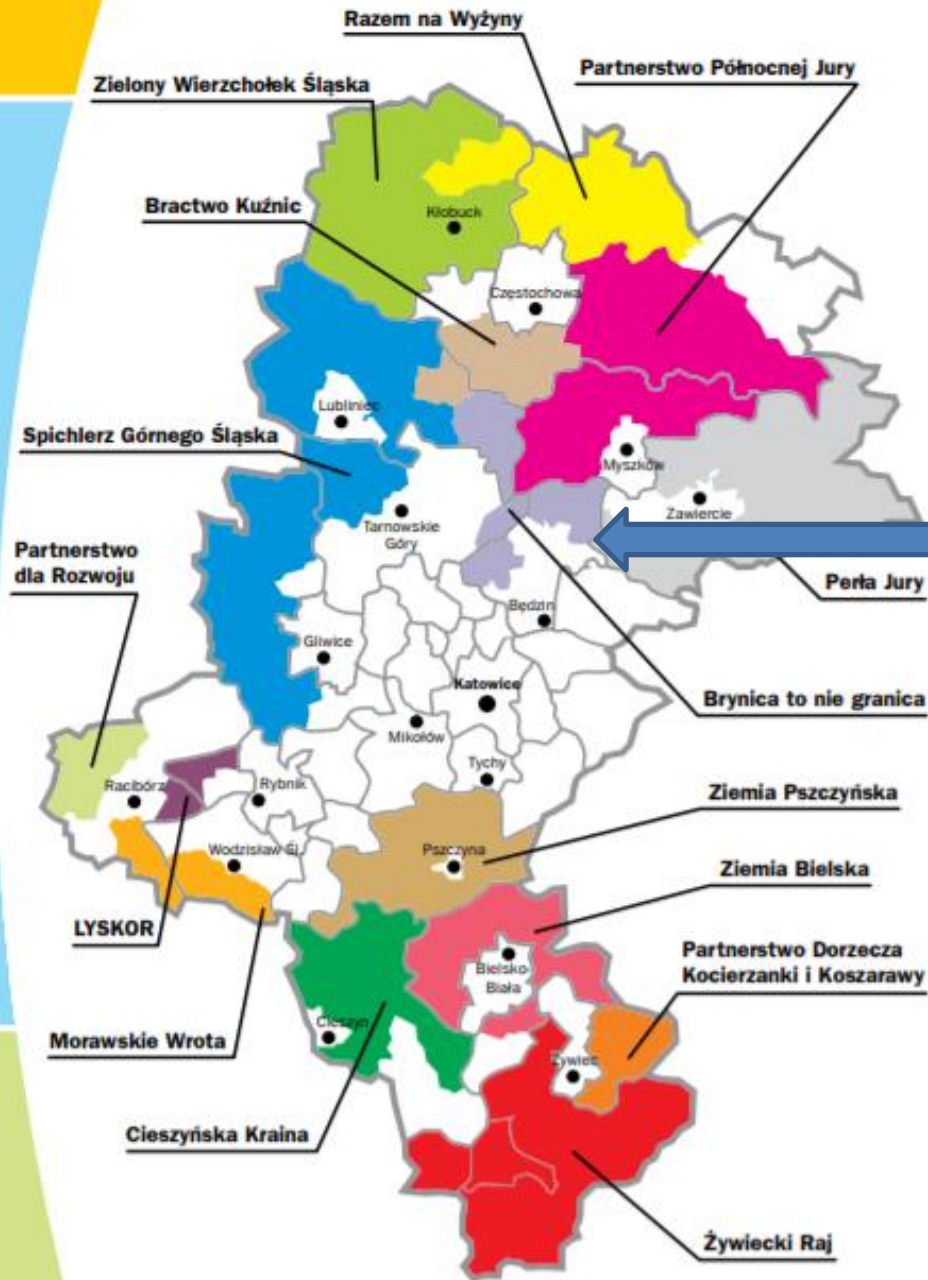 Razem na Wyżyny
Partnerstwo Północnej Jury
Zielony Wierzchołek Śląska
Bractwo Kuźnic
Kłobuck
Częstochowa
Lubliniec
Spichlerz Górnego Śląska
Myszków
Zawiercie
Tarnowskie
Góry
Partnerstwo
dla Rozwoju
Perła Jury
Będzin
Gliwice
Katowice
Brynica to nie granica
Mikołów
Tychy
Racibórz
Rybnik
Ziemia Pszczyńska
Wodzisław Śl.
Pszczyna
Ziemia Bielska
LYSKOR
Partnerstwo Dorzecza
Kocierzanki i Koszarawy
Bielsko-
Biała
Cieszyn
Morawskie Wrota
Żywiec
Cieszyńska Kraina
Żywiecki Raj